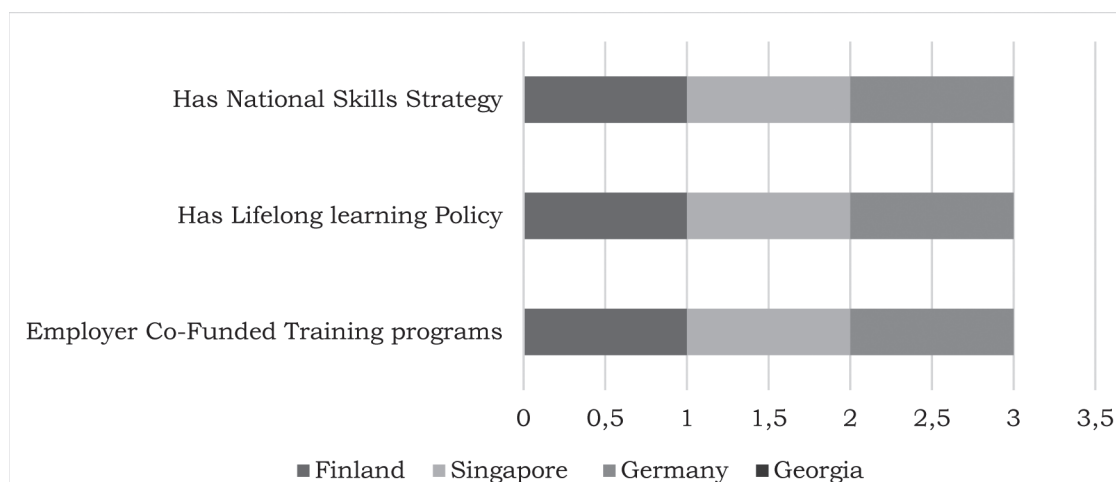 Has National Skills Strategy
Has Lifelong learning Policy
Employer Co-Funded Training programs
0 0,5 1 1,5 2 2,5 3 3,5
Finland Singapore Germany Georgia